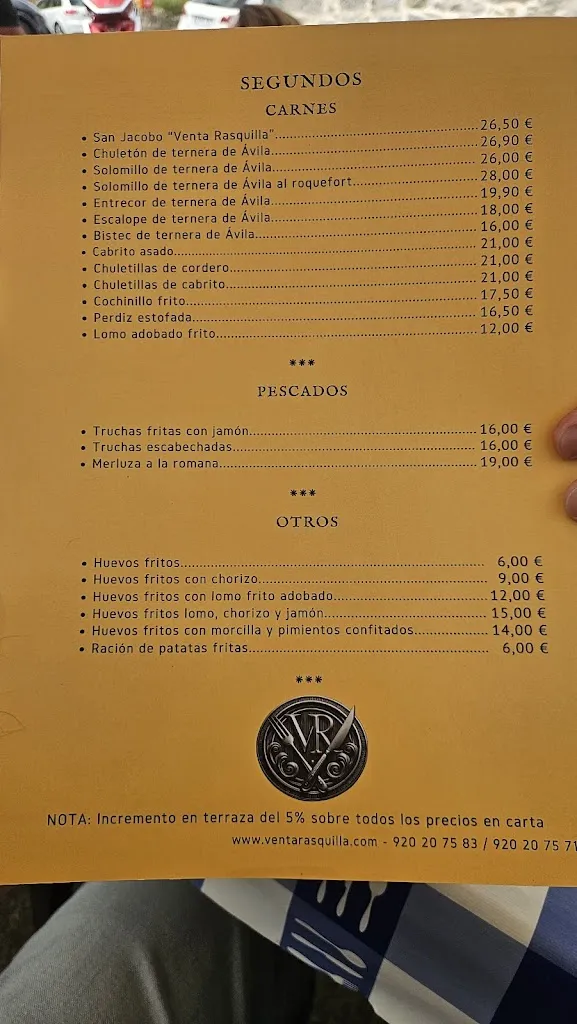 SEGUNDOS
CARNES
• San Jacobo "Venta Rasquilla"........26,50 €
• Chuletón de ternera de Ávila........26,90 €
• Solomillo de ternera de Ávila........26,00 €
• Solomillo de ternera de Ávila al roquefort........28,00 €
• Entrecor de ternera de Ávila........19,90 €
• Escalope de ternera de Ávila........18,00 €
• Bistec de ternera de Ávila........16,00 €
• Cabrito asado........21,00 €
• Chuletillas de cordero........21,00 €
• Chuletillas de cabrito........21,00 €
• Cochinillo frito........17,50 €
• Perdiz estofada........16,50 €
• Lomo adobado frito........12,00 €
***
PESCADOS
• Truchas fritas con jamón........16,00 €
• Truchas escabechadas........16,00 €
• Merluza a la romana........19,00 €
***
OTROS
• Huevos fritos........6,00 €
• Huevos fritos con chorizo........9,00 €
• Huevos fritos con lomo frito adobado........12,00 €
• Huevos fritos lomo, chorizo y jamón........15,00 €
• Huevos fritos con morcilla y pimientos confitados........14,00 €
• Ración de patatas fritas........6,00 €
***
VR
NOTA: Incremento en terraza del 5% sobre todos los precios en carta
www.ventarasquilla.com - 920 20 75 83 / 920 20 75 71